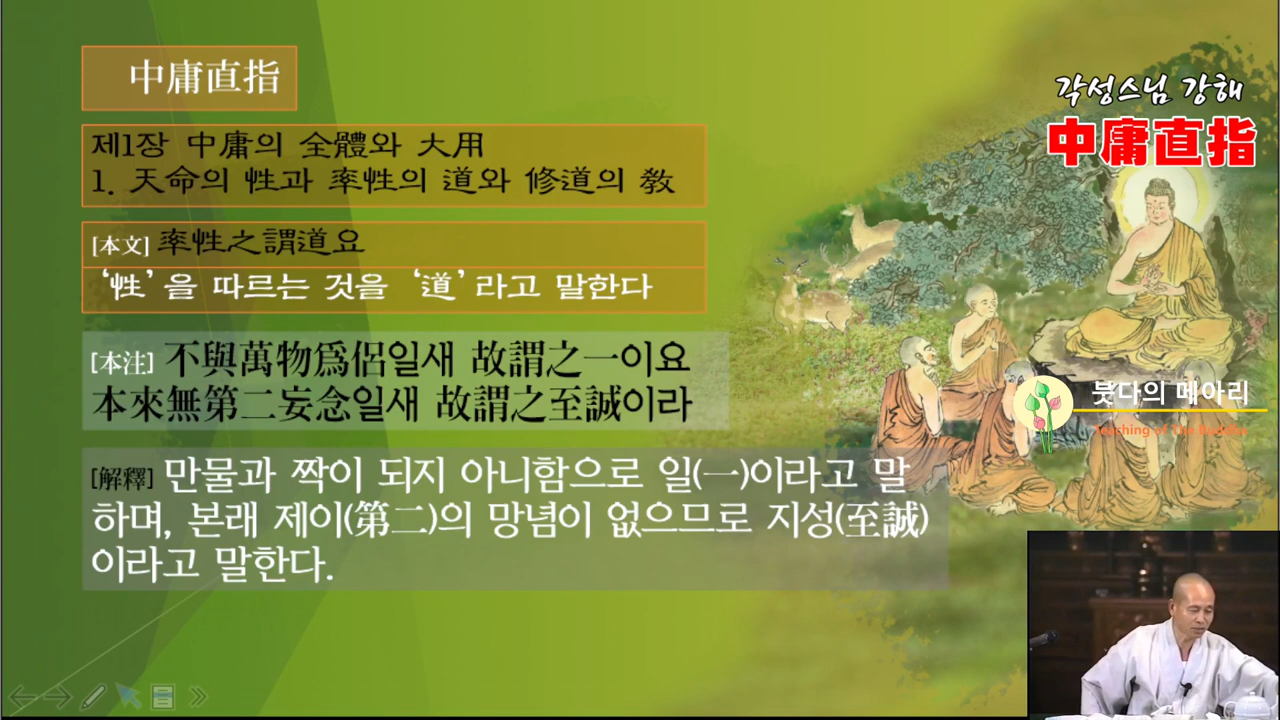 中庸直指
제1장 中庸의 全體와 大用
1. 天命의 性과 率性의 道와 修道의 敎
[本文] 率性之謂道요
‘性’을 따르는 것을 ‘道’라고 말한다
[本注] 不與萬物爲侶일새 故謂之一이요
本來無第二妄念일새 故謂之至誠이라
[解釋] 만물과 짝이 되지 아니함으로 일(一)이라고 말
하며, 본래 제이(第二)의 망념이 없으므로 지성(至誠)
이라고 말한다.
각성스님 강해
中庸直指
붓다의 메아리
Teaching of The Buddha